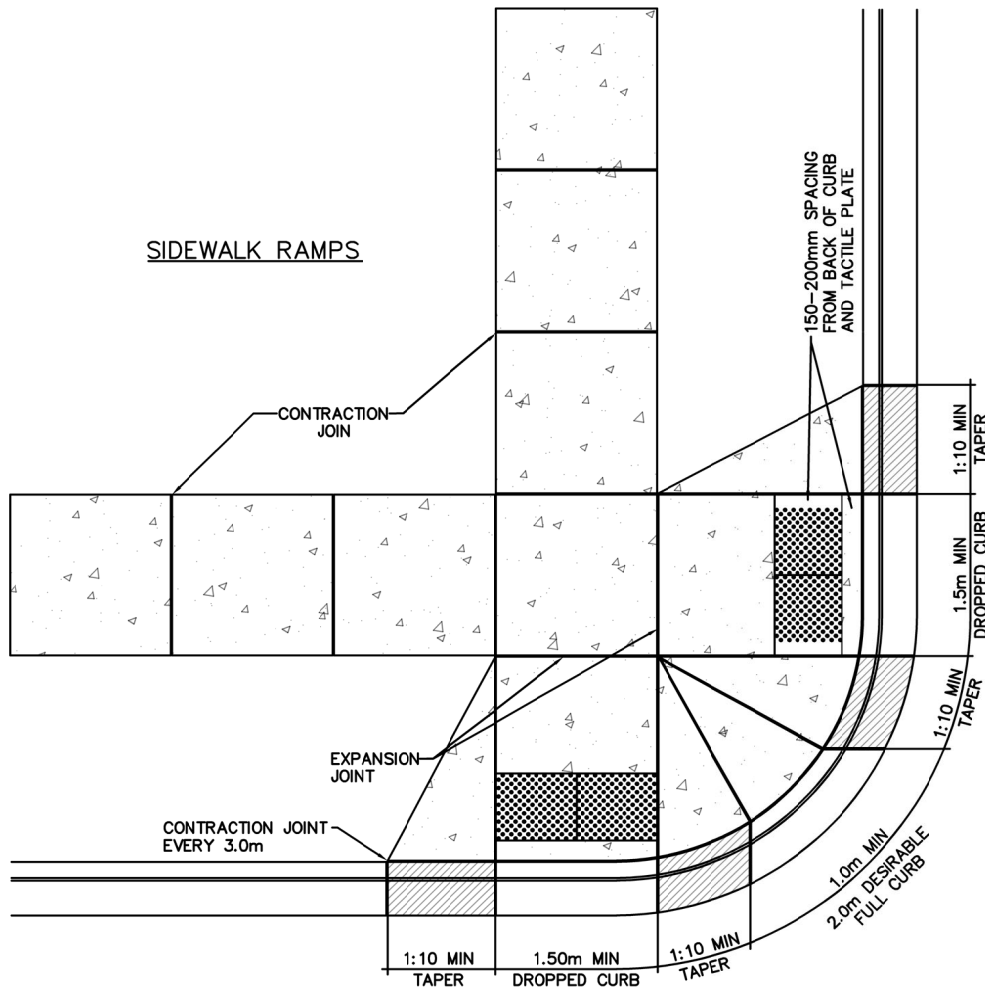 SIDEWALK RAMPS
150-200mm SPACING
FROM BACK OF CURB
AND TACTILE PLATE
CONTRACTION
JOIN
1:10 MIN
TAPER
1.5m MIN
DROPPED CURB
1:10 MIN
TAPER
EXPANSION
JOINT
CONTRACTION JOINT
EVERY 3.0m
1.0m MIN
2.0m DESIRABLE
FULL CURB
1:10 MIN
TAPER
1.50m MIN
DROPPED CURB
1:10 MIN
TAPER